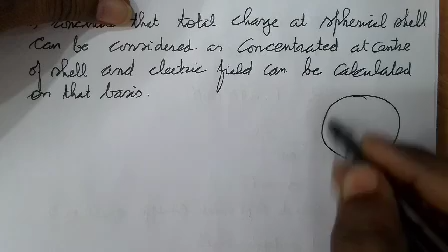 that total charge at spherical shell
can be considered as concentrated at centre
of shell and electric field can be calculated
on that basis.